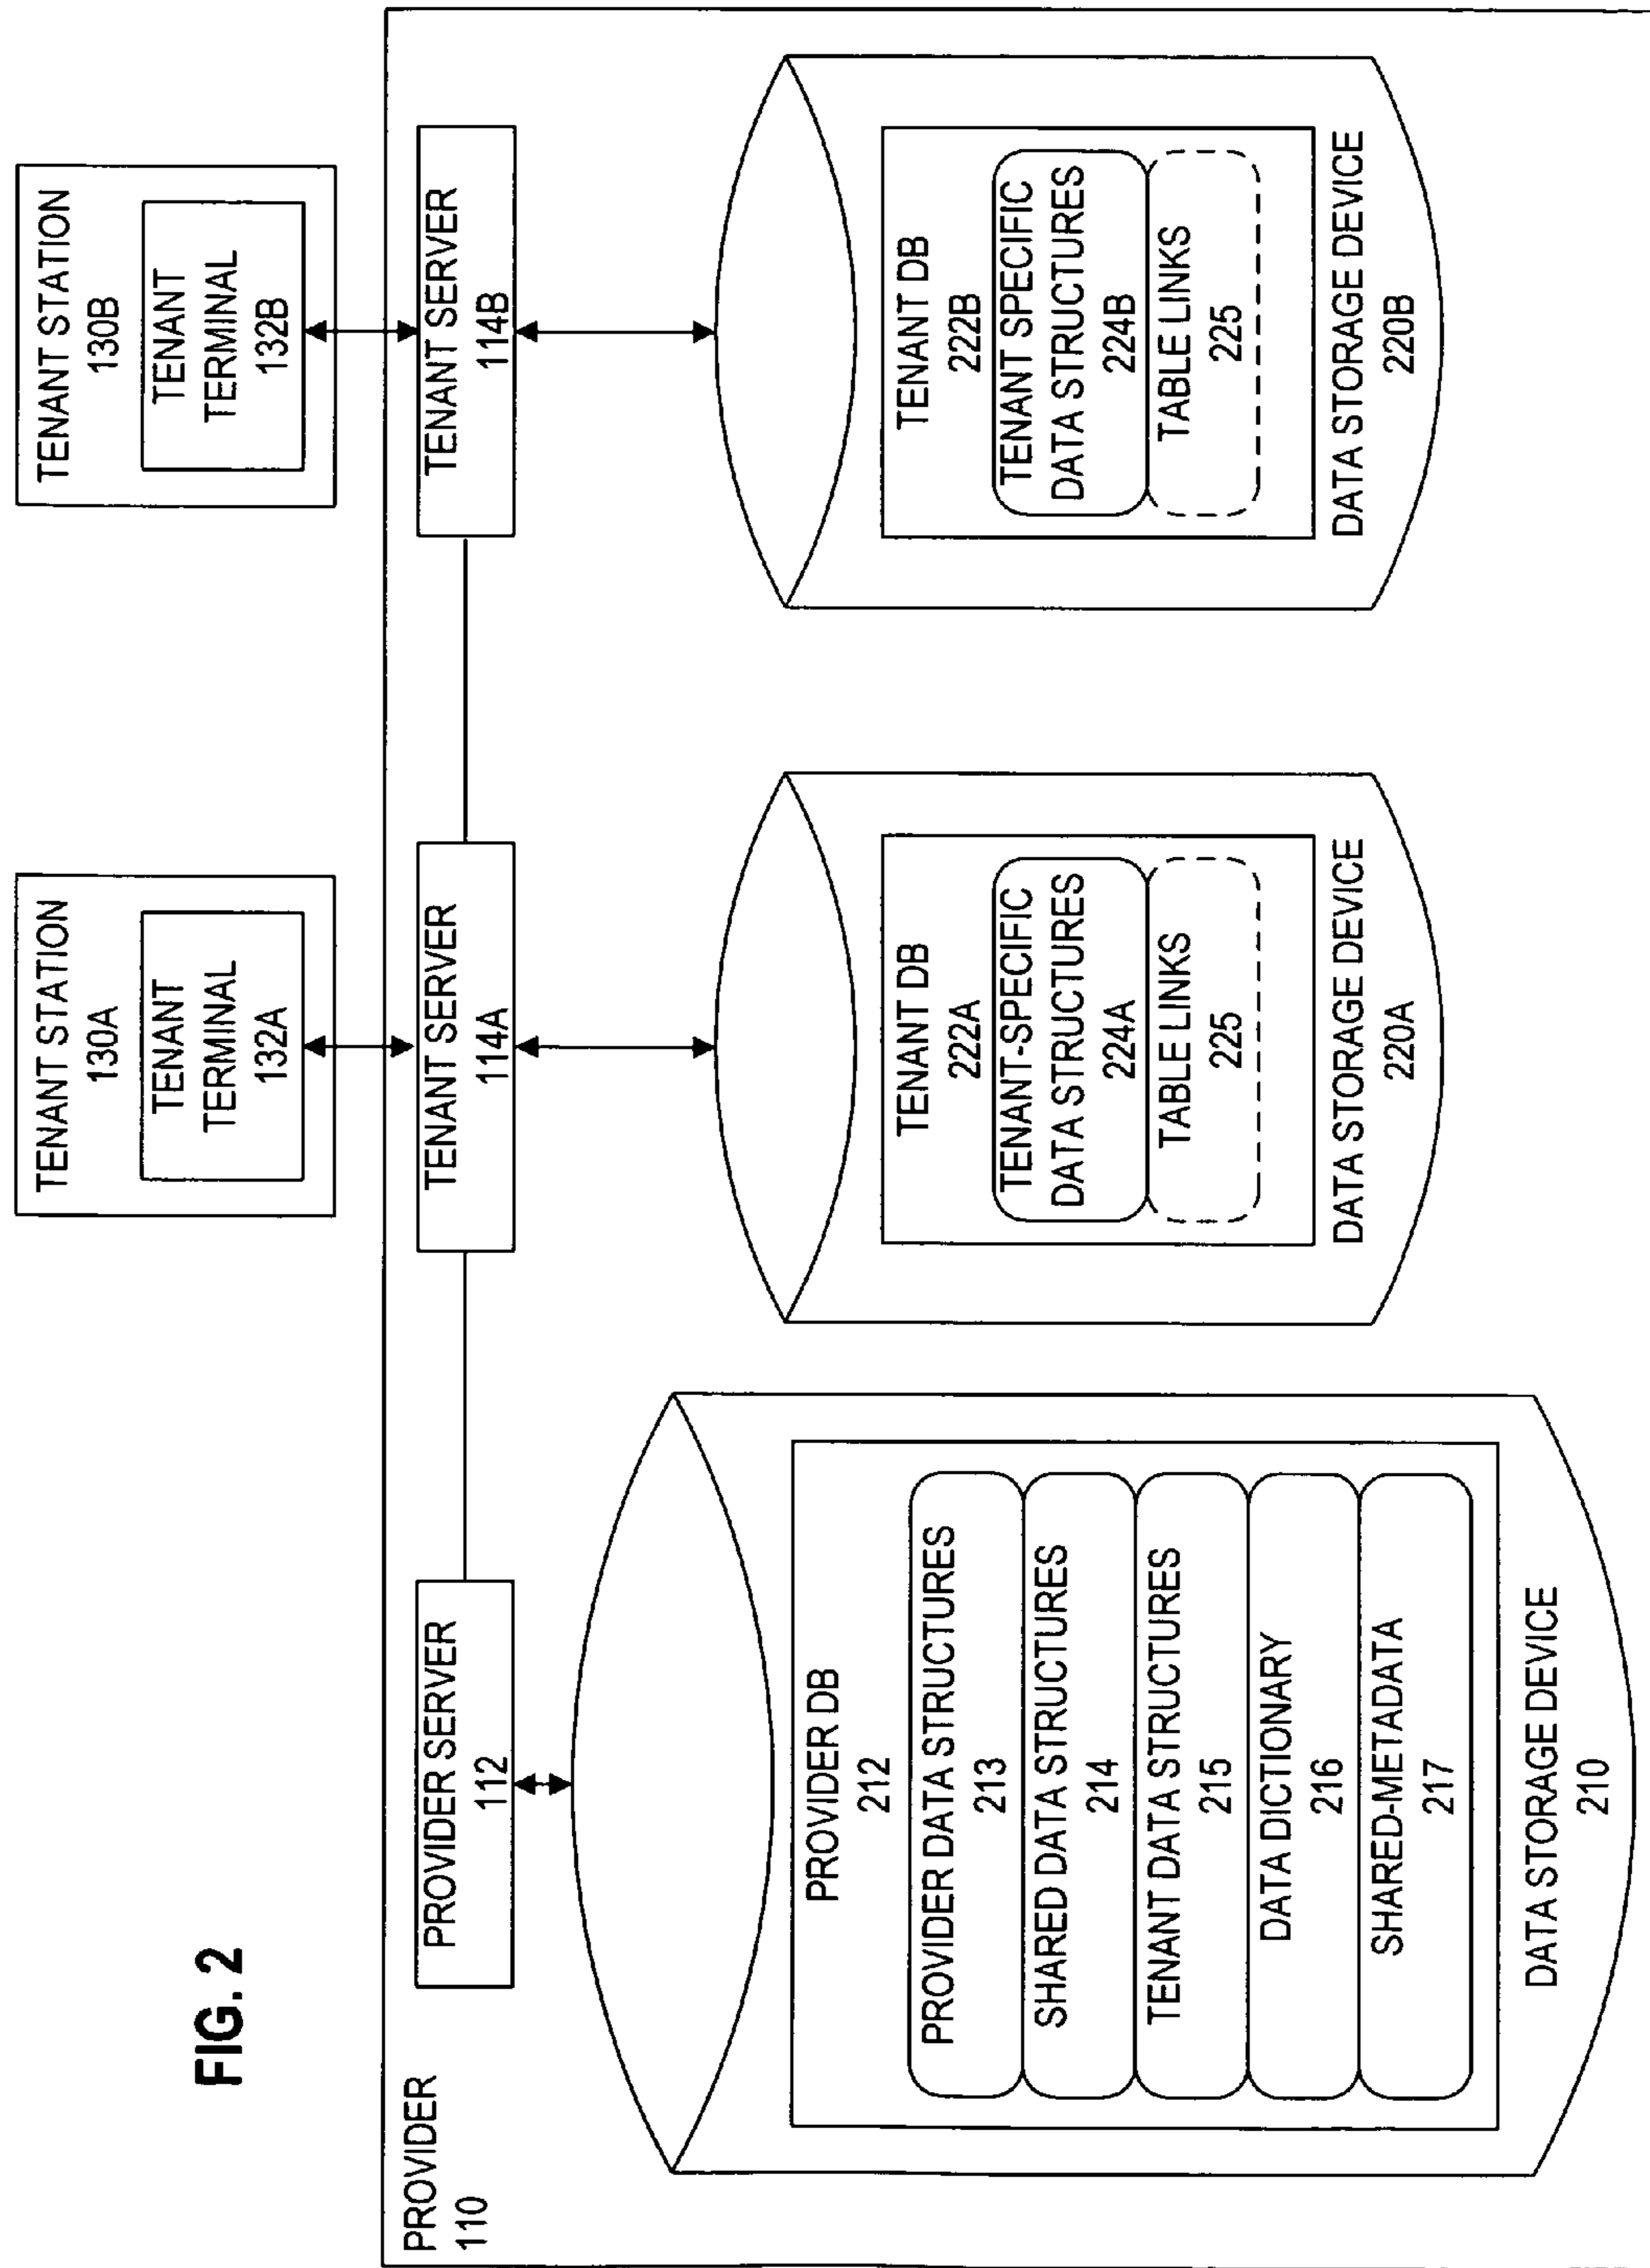 FIG. 2
TENANT STATION
130A
TENANT
TERMINAL
132A
TENANT STATION
130B
TENANT
TERMINAL
132B
PROVIDER
110
PROVIDER SERVER
112
TENANT SERVER
114A
TENANT SERVER
114B
PROVIDER DB
212
PROVIDER DATA STRUCTURES
213
SHARED DATA STRUCTURES
214
TENANT DATA STRUCTURES
215
DATA DICTIONARY
216
SHARED-METADATA
217
DATA STORAGE DEVICE
210
TENANT DB
222A
TENANT-SPECIFIC
DATA STRUCTURES
224A
TABLE LINKS
225
DATA STORAGE DEVICE
220A
TENANT DB
222B
TENANT SPECIFIC
DATA STRUCTURES
224B
TABLE LINKS
225
DATA STORAGE DEVICE
220B